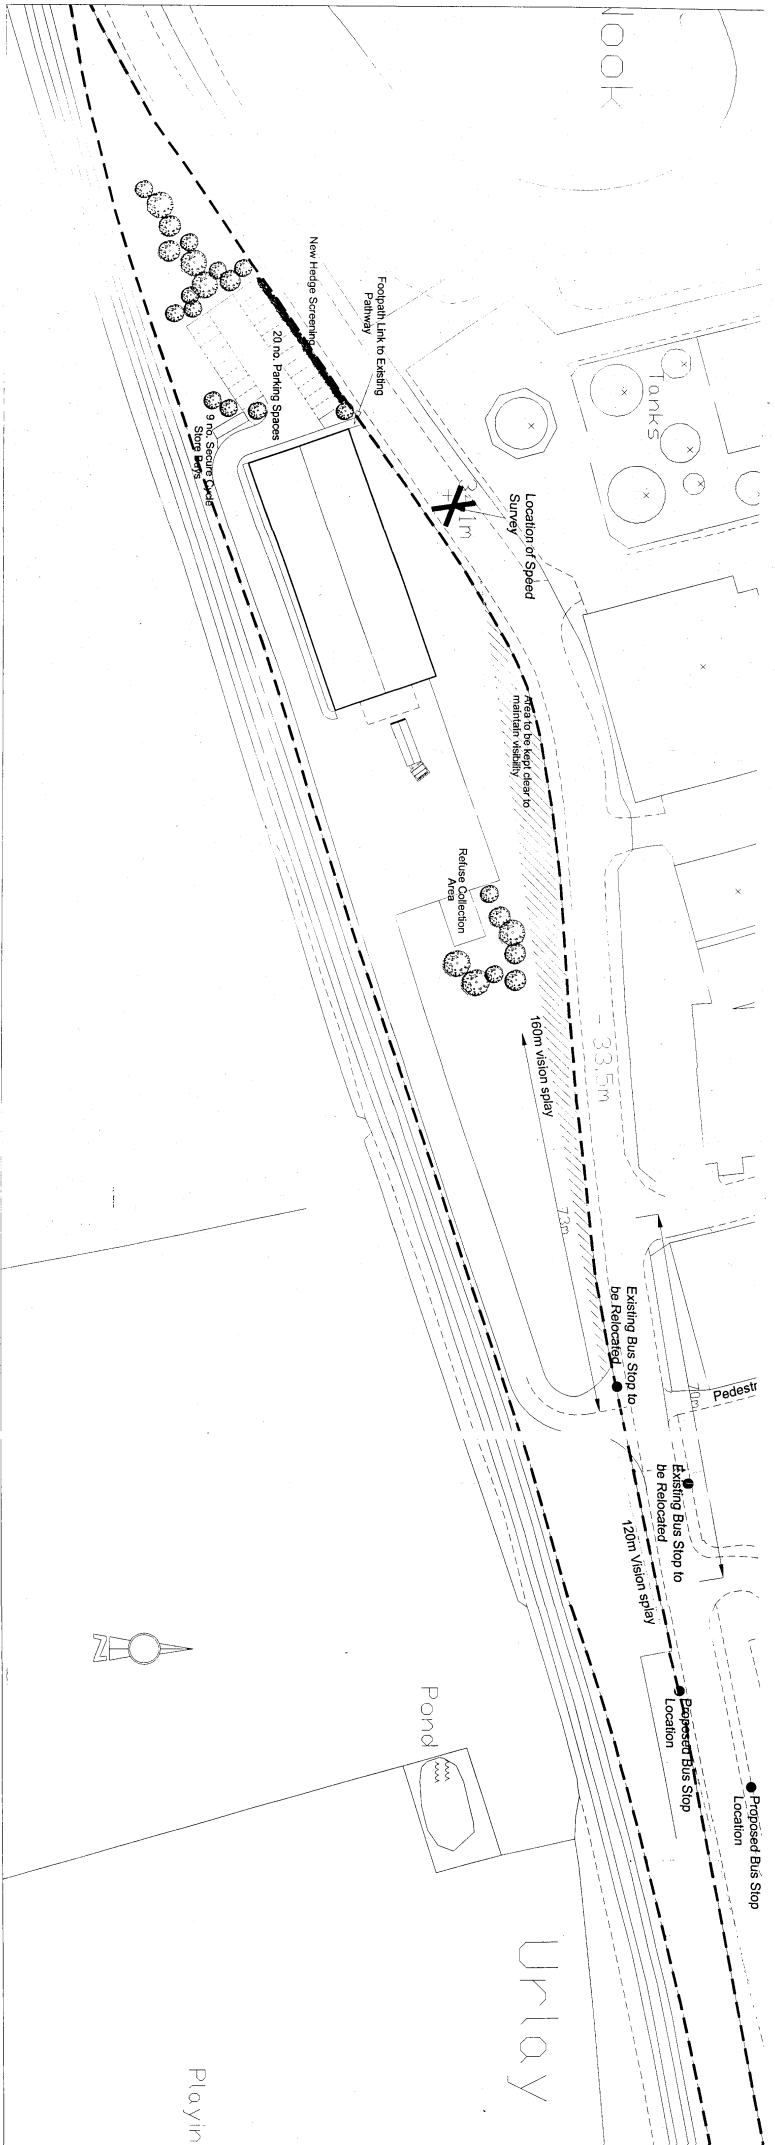 Nook
Tanks
New Hedge Screening
Footpath Link to Existing
Pathway
20 no. Parking Spaces
9 no. Secure Cycle
Store Bays
Location of Speed
Survey
Area to be kept clear to
maintain visibility
Refuse Collection
Area
160m vision splay
33.5m
73m
Existing Bus Stop to
be Relocated
70m
Pedestr
Existing Bus Stop to
be Relocated
120m Vision splay
Proposed Bus Stop
Location
Proposed Bus Stop
Location
N
Pond
Urlay
Playin